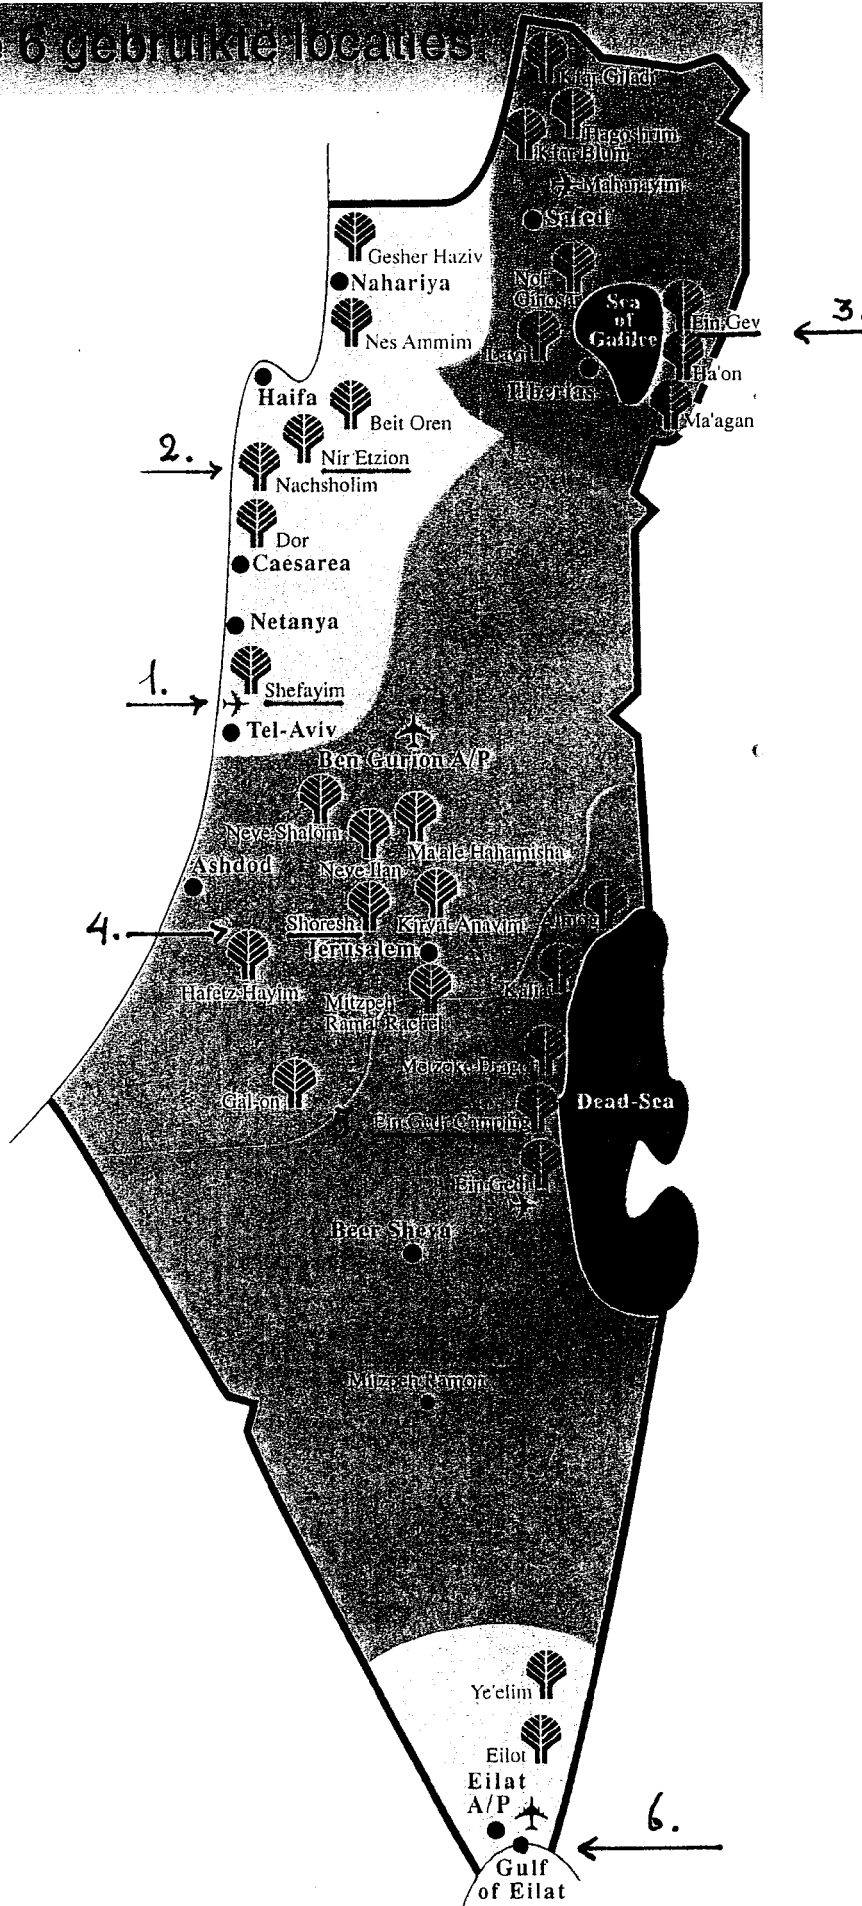 6 gebruikte locaties
Kfar Giladi
Hagoshrim
Kfar Blum
Mahanayim
Safed
Gesher Haziv
Nahariya
Nof
Ginosar
Sea
of
Galilee
Ein Gev
3.
Nes Ammim
Lavi
Ha'on
Tiberias
Haifa
Beit Oren
Ma'agan
2.
Nir Etzion
Nachsholim
Dor
Caesarea
Netanya
1.
Shefayim
Tel-Aviv
Ben Gurion A/P
Neve Shalom
Ma'ale Hahamisha
Neve Ilan
Ashdod
Shoresh
Kiryat Anavim
Almog
4.
Jerusalem
Hafetz Hayim
Kalia
Mitzpeh
Ramat Rachel
Metzoke Dragot
Gal-on
Dead-Sea
Ein Gedi Camping
Ein Gedi
Beer Sheva
Mitzpeh Ramon
Ye'elim
Eilot
Eilat
A/P
6.
Gulf
of Eilat